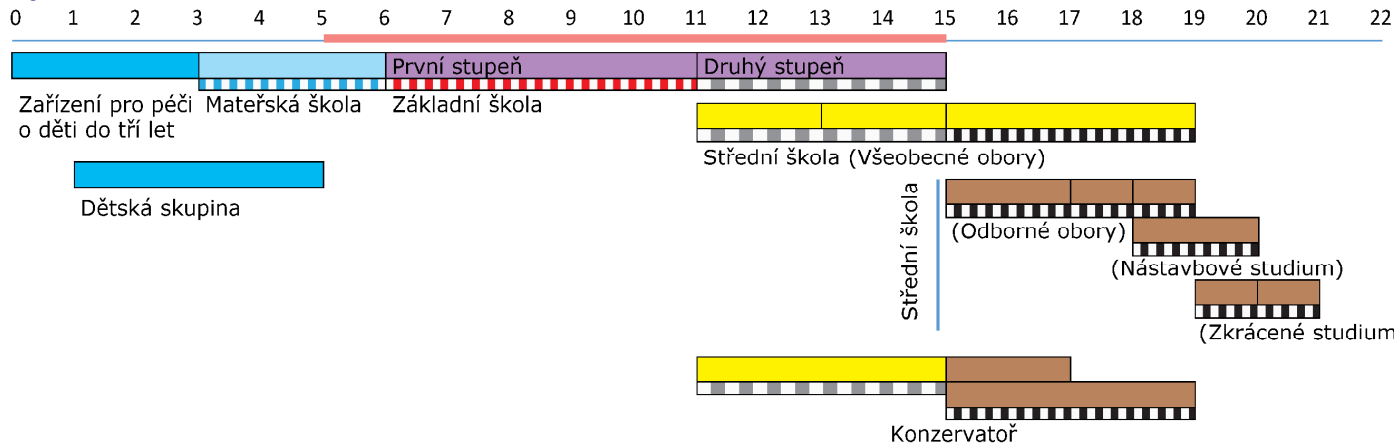 0 1 2 3 4 5 6 7 8 9 10 11 12 13 14 15 16 17 18 19 20 21 22
První stupeň Druhý stupeň
Zařízení pro péči
o děti do tří let
Mateřská škola
Základní škola
Střední škola (Všeobecné obory)
Dětská skupina
Střední škola
(Odborné obory)
(Nástavbové studium)
(Zkrácené studium
Konzervatoř